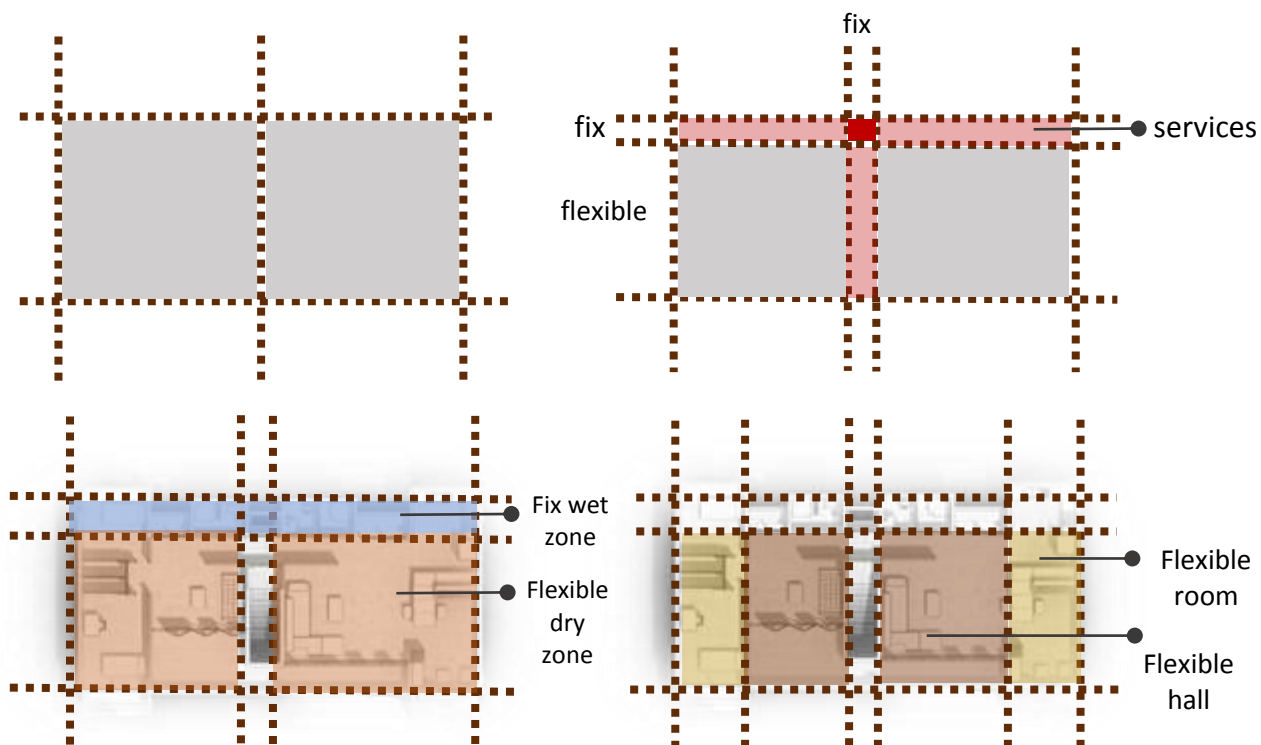 fix
fix
services
flexible
Fix wet
zone
Flexible
dry
zone
Flexible
room
Flexible
hall